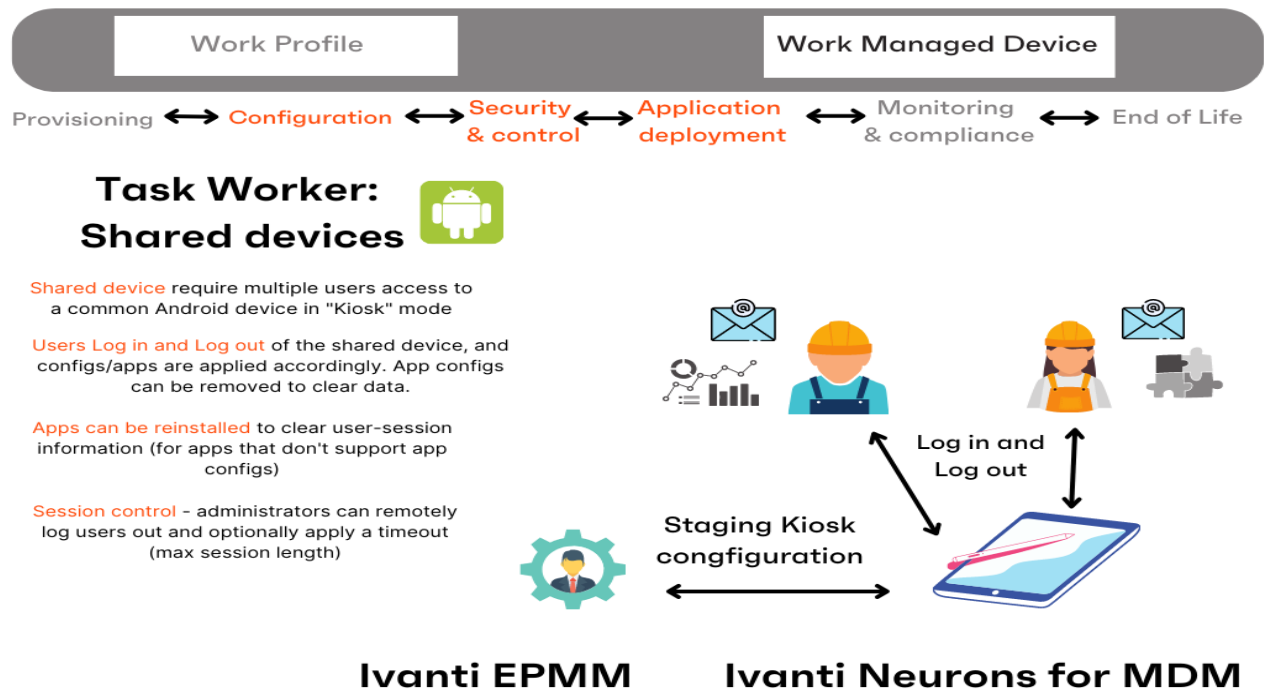 Work Profile
Work Managed Device
Provisioning
Configuration
Security
& control
Application
deployment
Monitoring
& compliance
End of Life
Task Worker:
Shared devices
Shared device require multiple users access to
a common Android device in "Kiosk" mode
Users Log in and Log out of the shared device, and
configs/apps are applied accordingly. App configs
can be removed to clear data.
Apps can be reinstalled to clear user-session
information (for apps that don't support app
configs)
Session control - administrators can remotely
log users out and optionally apply a timeout
(max session length)
@
@
Log in and
Log out
Staging Kiosk
congfiguration
Ivanti EPMM
Ivanti Neurons for MDM